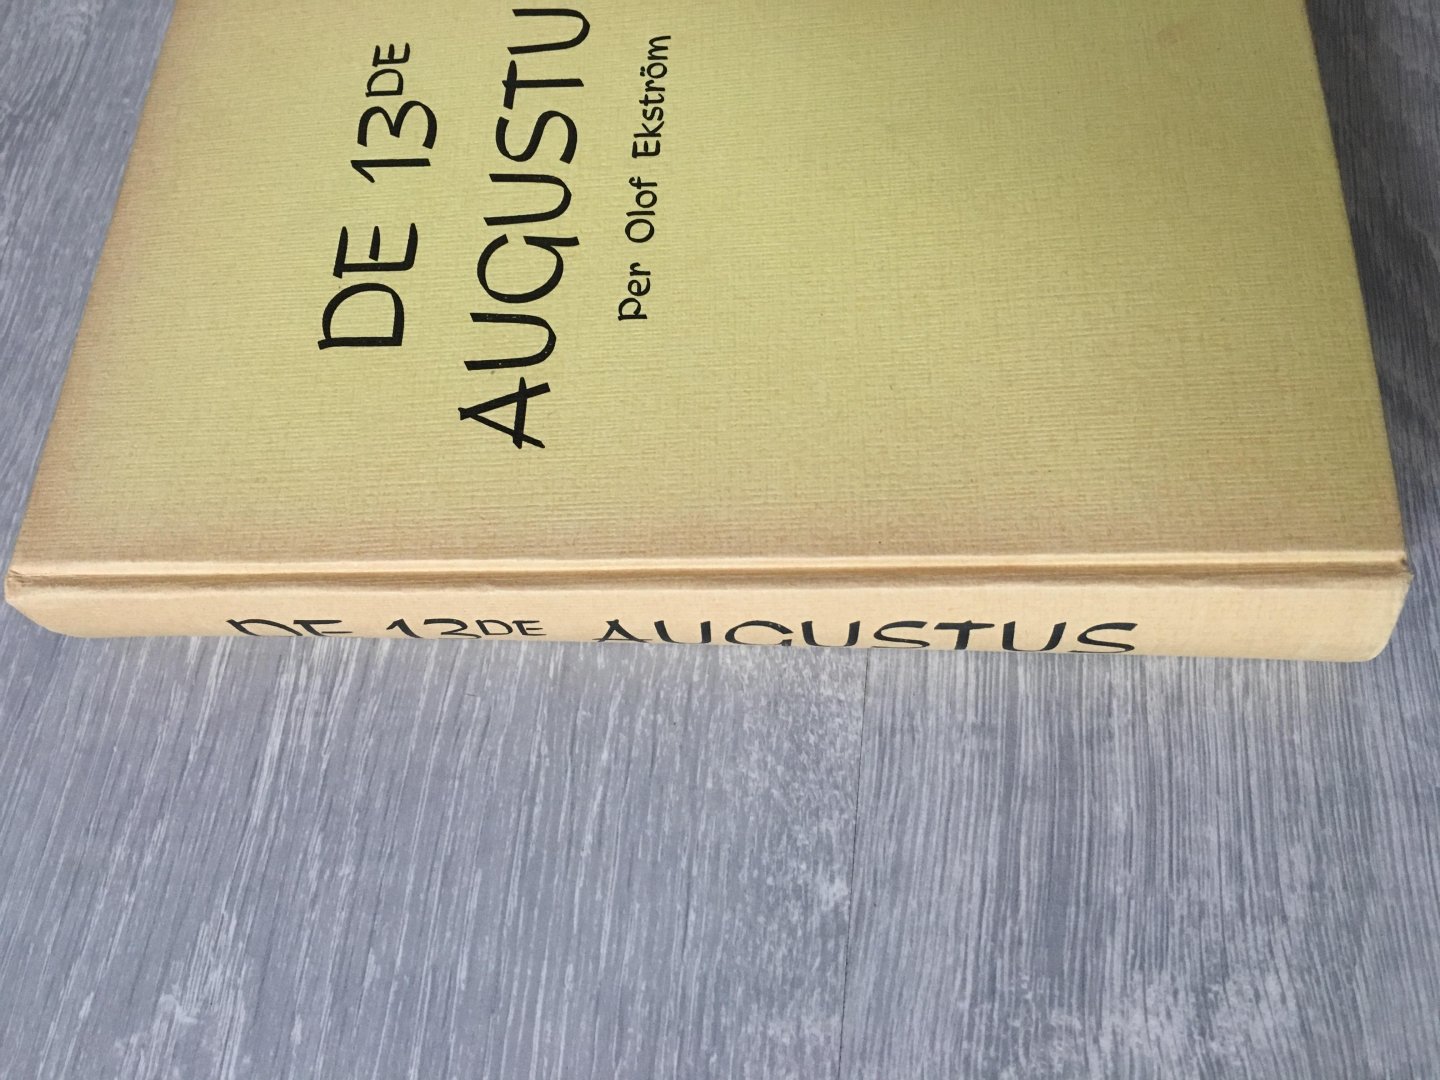 DE 13DE
AUGUSTU
Per Olof Ekström
DE 13DE AUGUSTUS